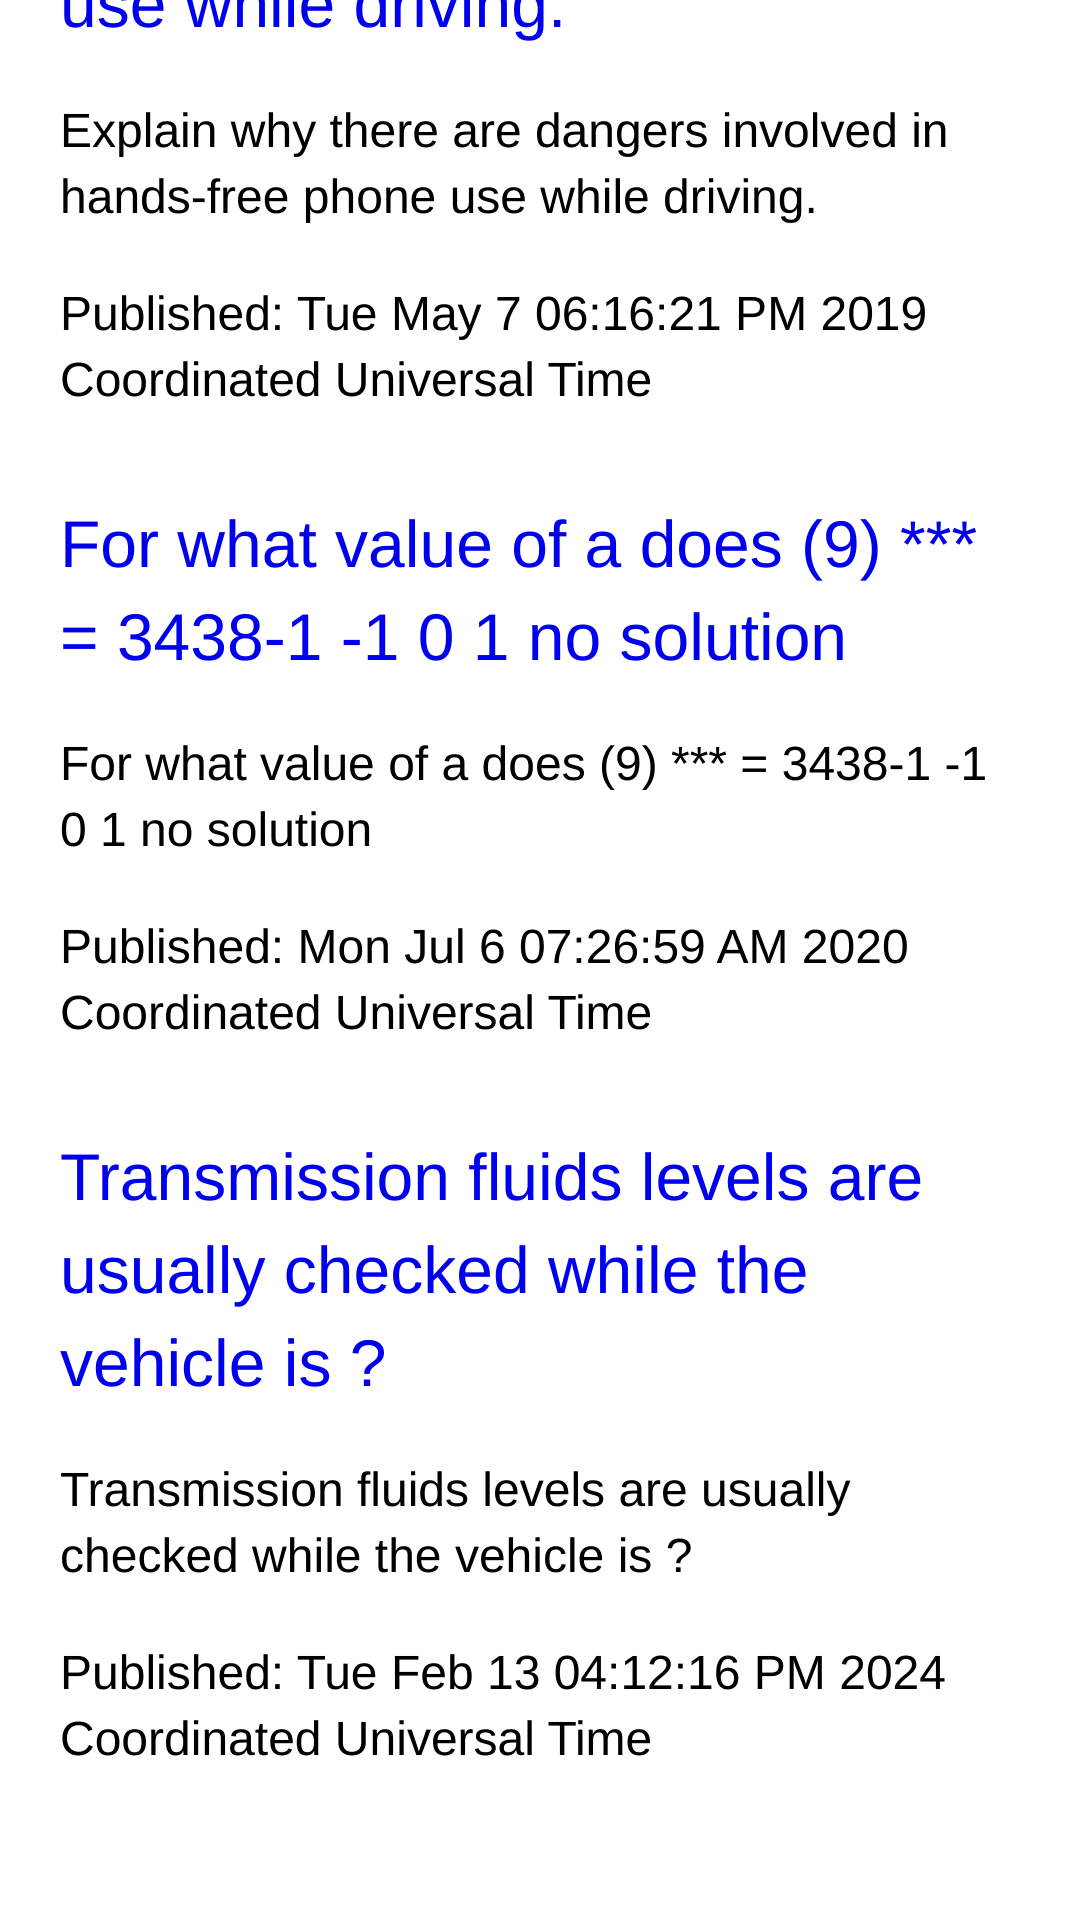 use while driving.
Explain why there are dangers involved in
hands-free phone use while driving.
Published: Tue May 7 06:16:21 PM 2019
Coordinated Universal Time
For what value of a does (9) ***
= 3438-1 -1 0 1 no solution
For what value of a does (9) *** = 3438-1 -1
0 1 no solution
Published: Mon Jul 6 07:26:59 AM 2020
Coordinated Universal Time
Transmission fluids levels are
usually checked while the
vehicle is ?
Transmission fluids levels are usually
checked while the vehicle is ?
Published: Tue Feb 13 04:12:16 PM 2024
Coordinated Universal Time